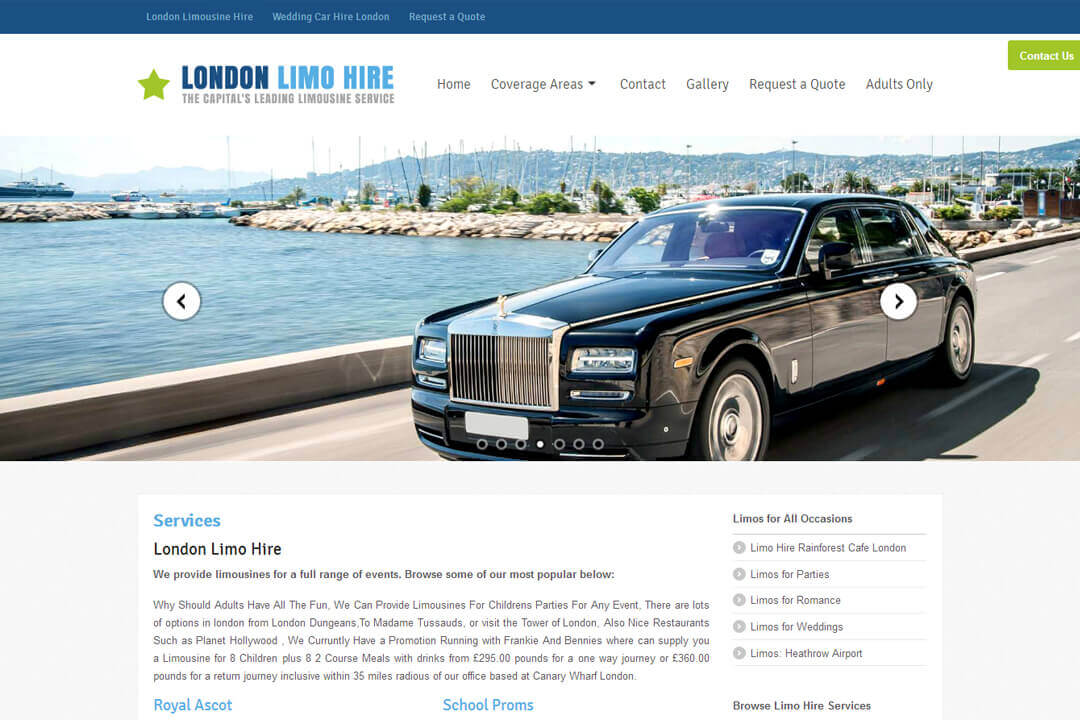 London Limousine Hire Wedding Car Hire London Request a Quote
Contact Us
LONDON LIMO HIRE
THE CAPITAL'S LEADING LIMOUSINE SERVICE
Home Coverage Areas Contact Gallery Request a Quote Adults Only
Services
London Limo Hire
We provide limousines for a full range of events. Browse some of our most popular below:
Why Should Adults Have All The Fun, We Can Provide Limousines For Childrens Parties For Any Event, There are lots
of options in london from London Dungeans,To Madame Tussauds, or visit the Tower of London, Also Nice Restaurants
Such as Planet Hollywood , We Curruntly Have a Promotion Running with Frankie And Bennies where can supply you
a Limousine for 8 Children plus 8 2 Course Meals with drinks from £295.00 pounds for a one way journey or £360.00
pounds for a return journey inclusive within 35 miles radious of our office based at Canary Wharf London.
Royal Ascot School Proms
Limos for All Occasions
Limo Hire Rainforest Cafe London
Limos for Parties
Limos for Romance
Limos for Weddings
Limos: Heathrow Airport
Browse Limo Hire Services